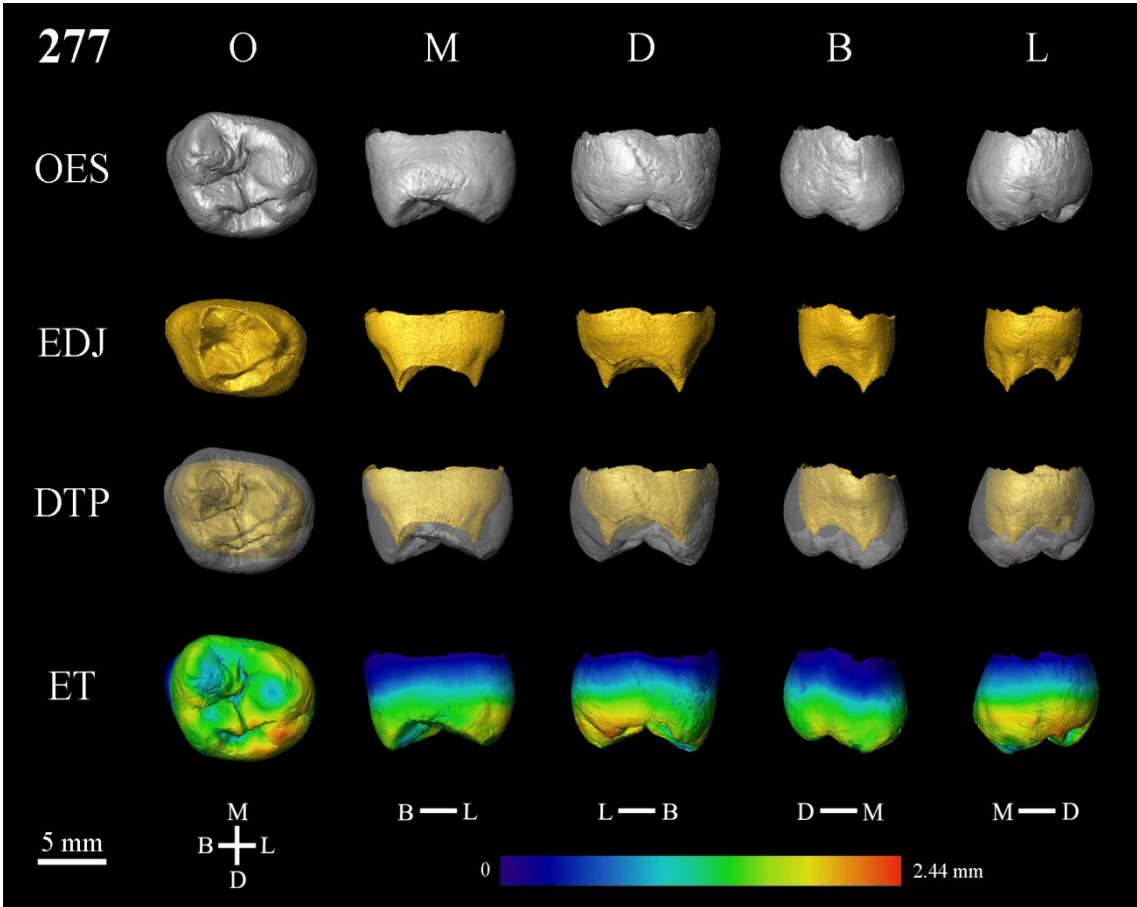 277 O M D B L
OES
EDJ
DTP
ET
M
B L
D
B — L
L — B
D — M
M — D
5 mm
0
2.44 mm